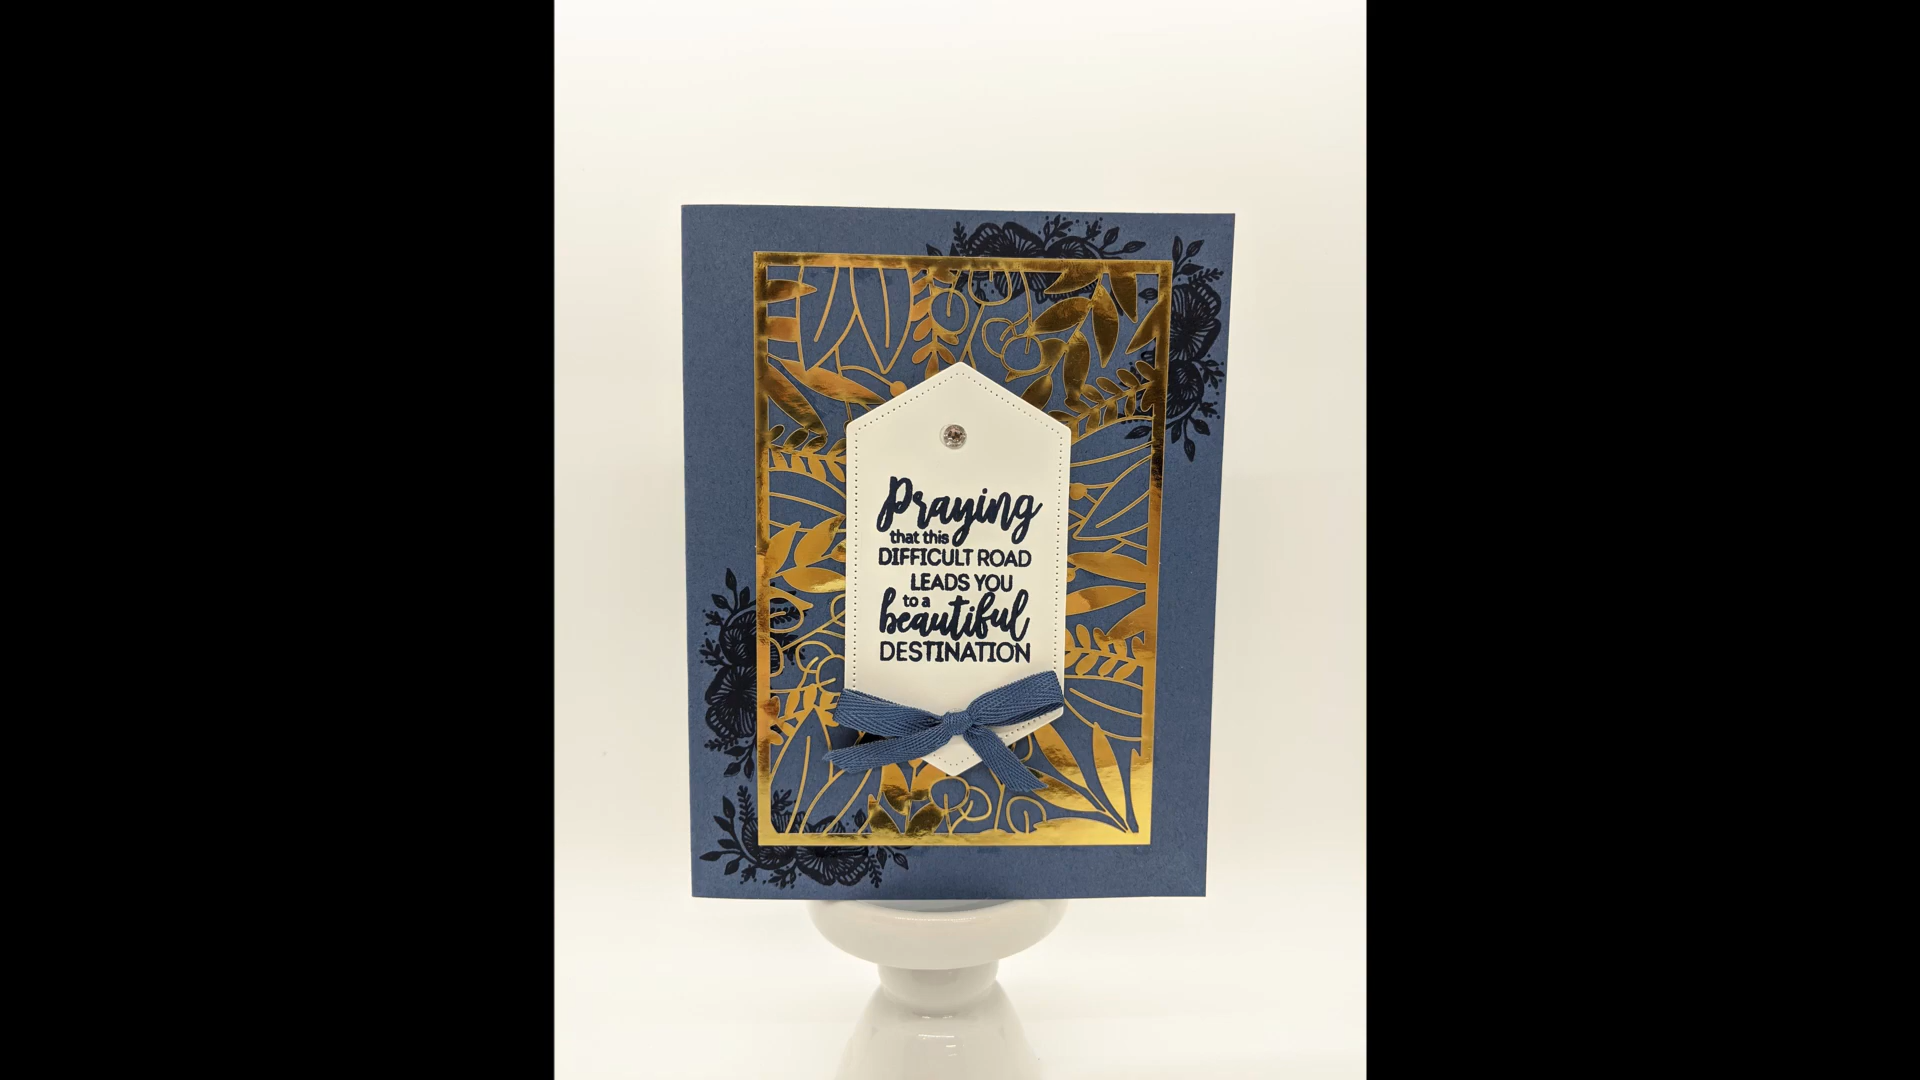 Praying
that this
DIFFICULT ROAD
LEADS YOU
to a
beautiful
DESTINATION